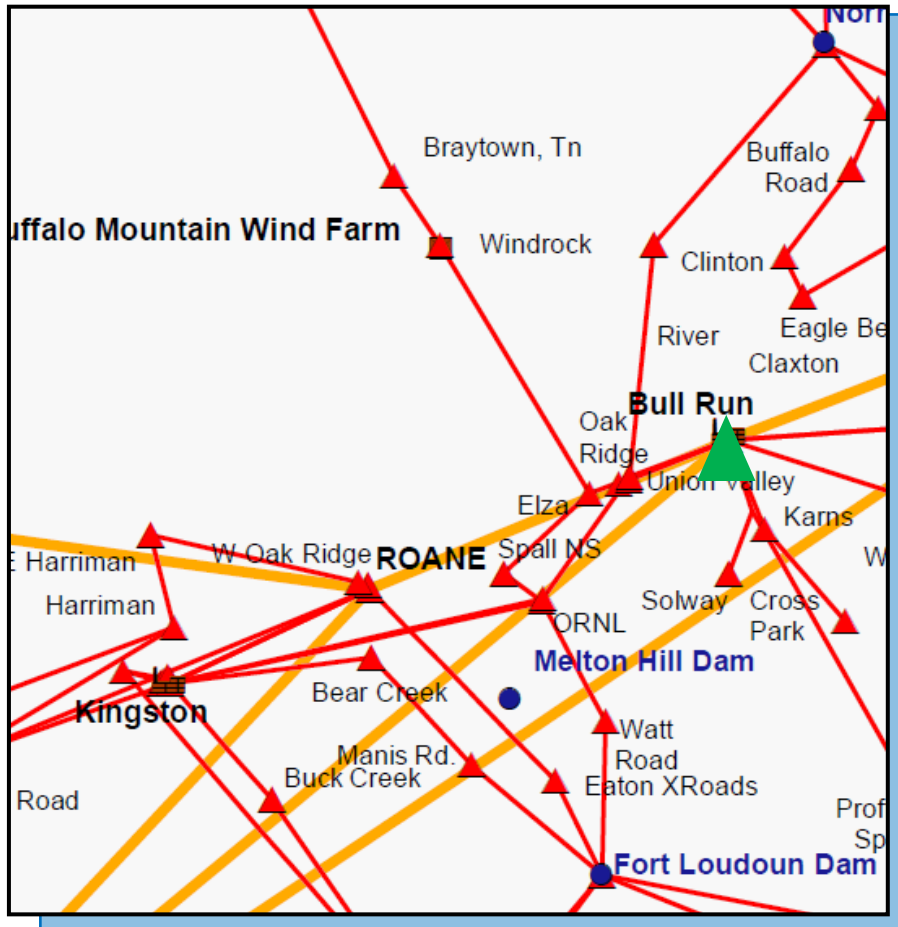 Nor
Braytown, Tn
Buffalo
Road
uffalo Mountain Wind Farm
Windrock
Clinton
River
Eagle Be
Claxton
Bull Run
Oak
Ridge
Union Valley
Elza
Karns
E Harriman
W Oak Ridge
ROANE
Spall NS
W
Harriman
Solway
Cross
Park
ORNL
Melton Hill Dam
Bear Creek
Kingston
Watt
Road
Manis Rd.
Buck Creek
Eaton XRoads
Road
Prof
Sp
Fort Loudoun Dam